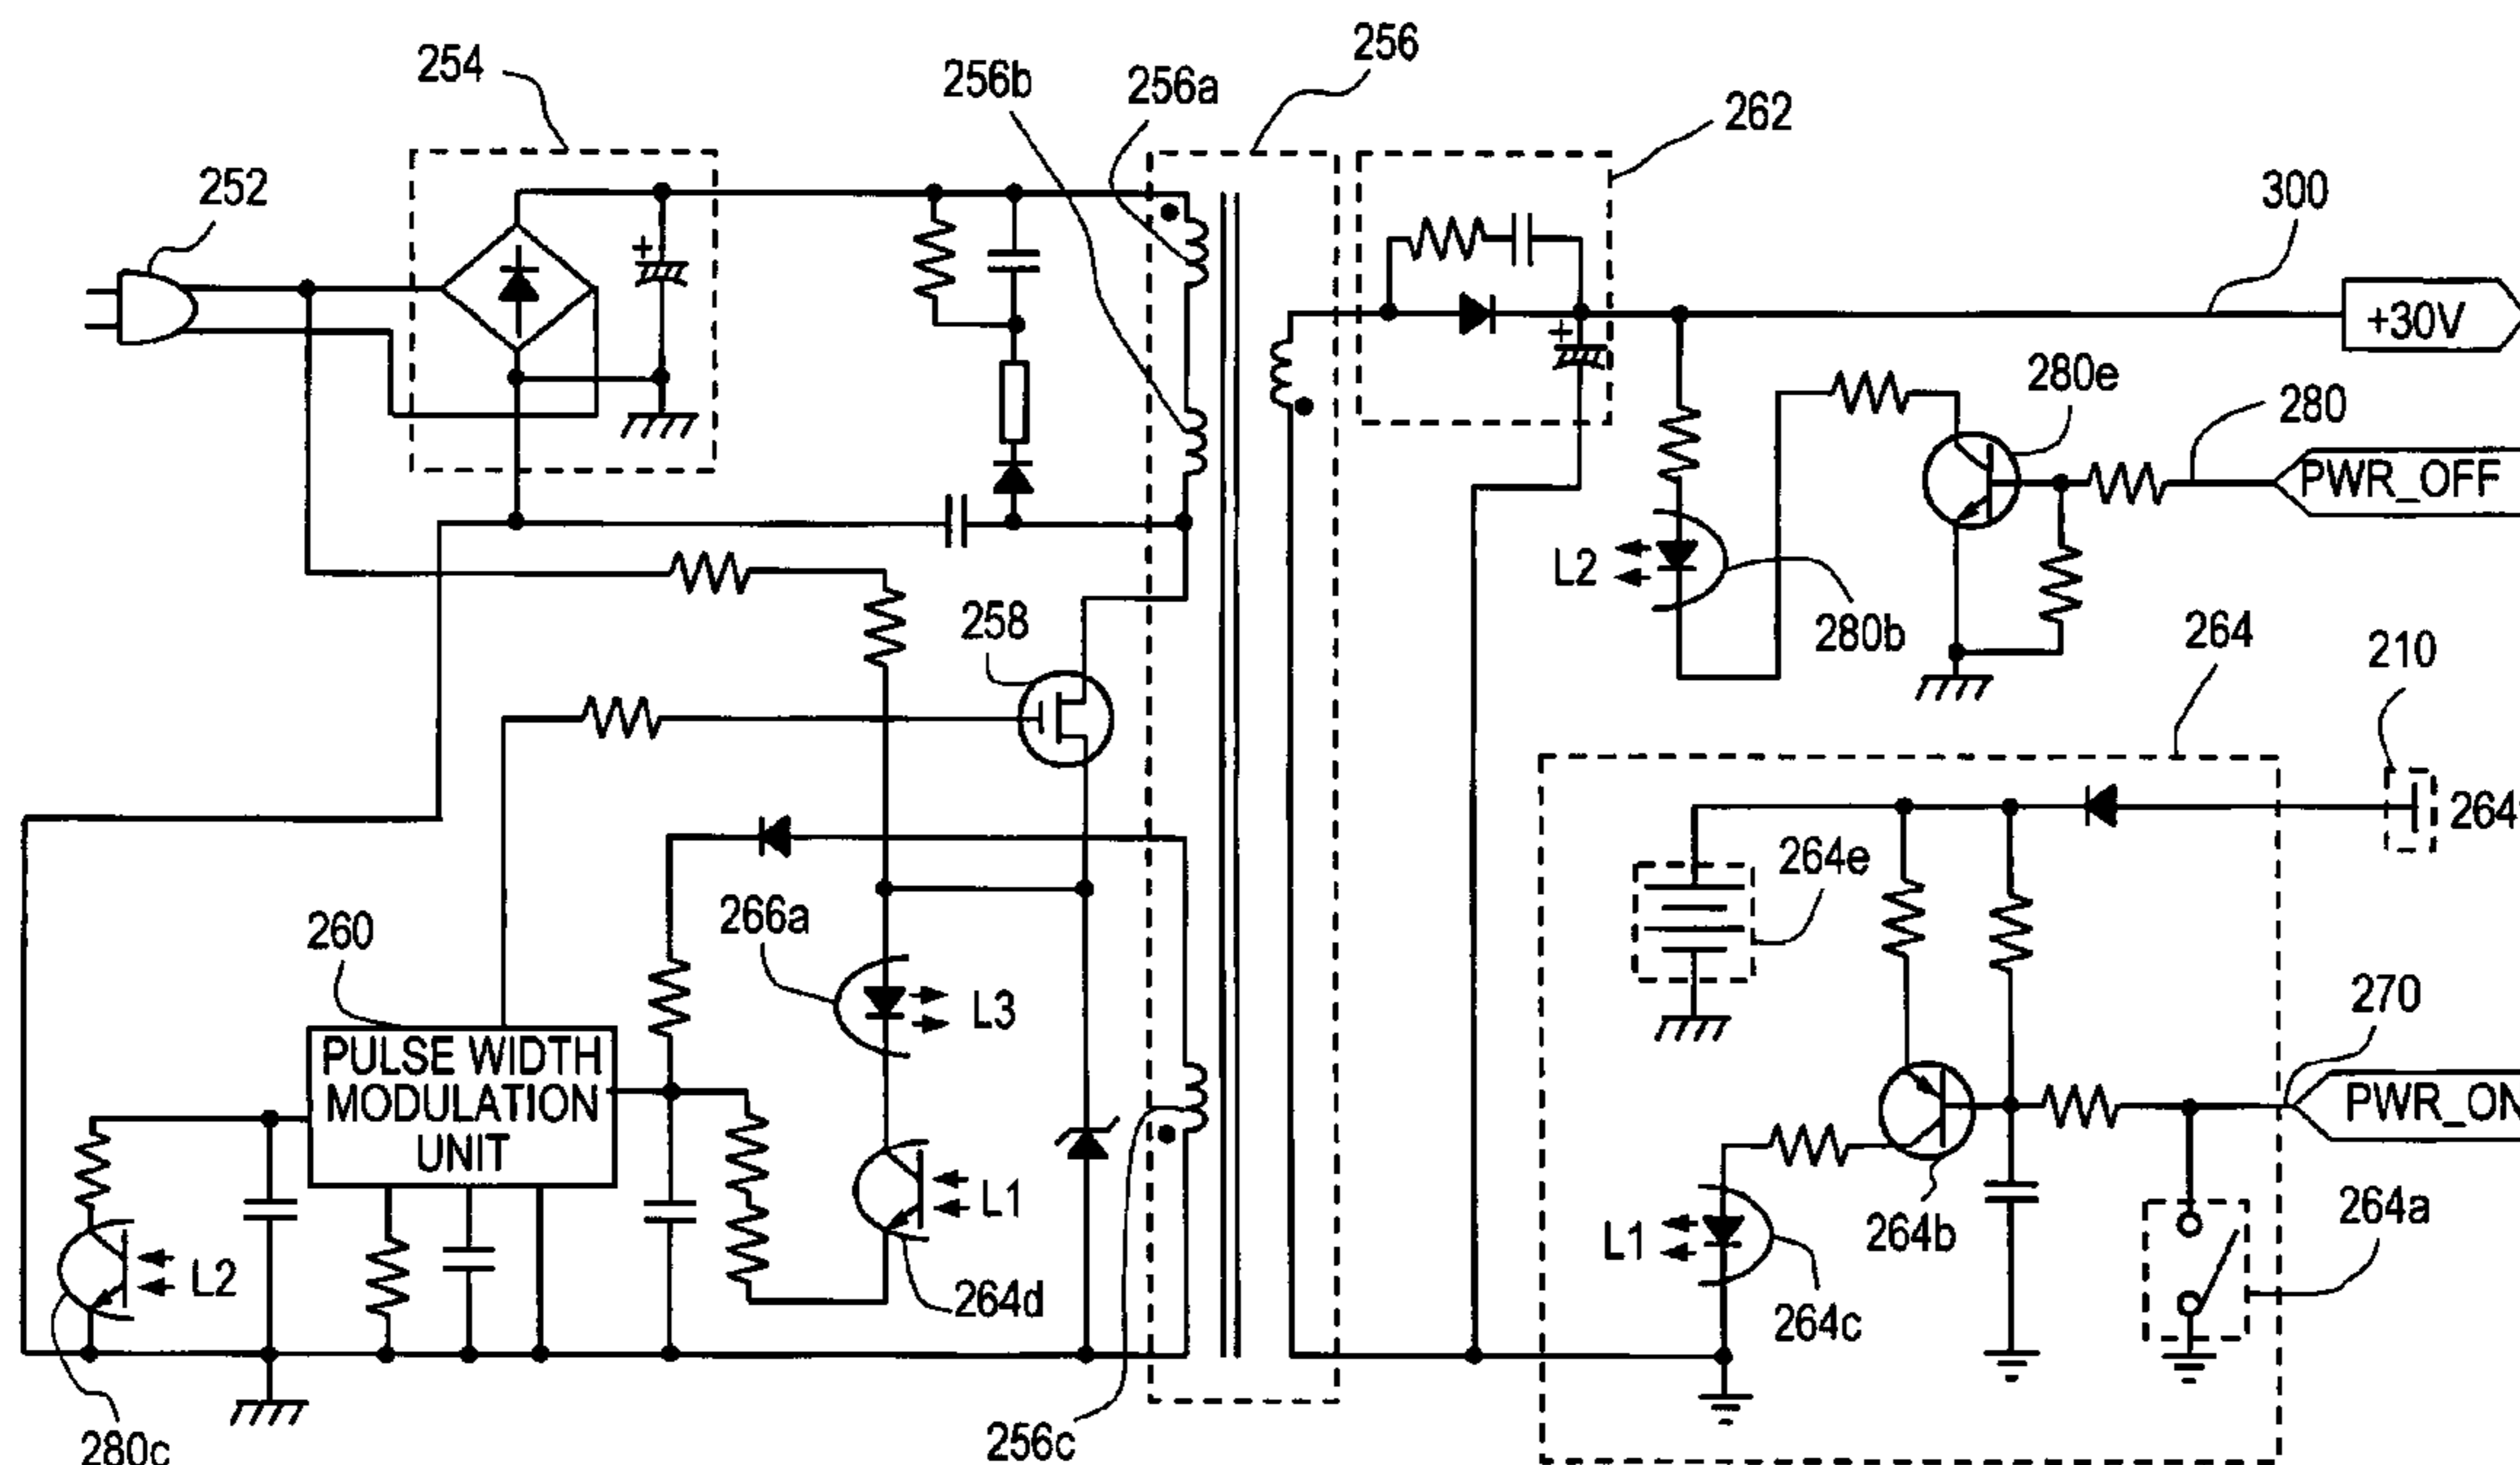 256
254
256b
256a
262
252
300
+
+30V
+
280e
280
PWR_OFF
L2
258
280b
264
210
264
264e
266a
260
L3
270
PULSE WIDTH
MODULATION
UNIT
PWR_ON
L1
264a
L2
264d
L1
264b
264c
256c
280c